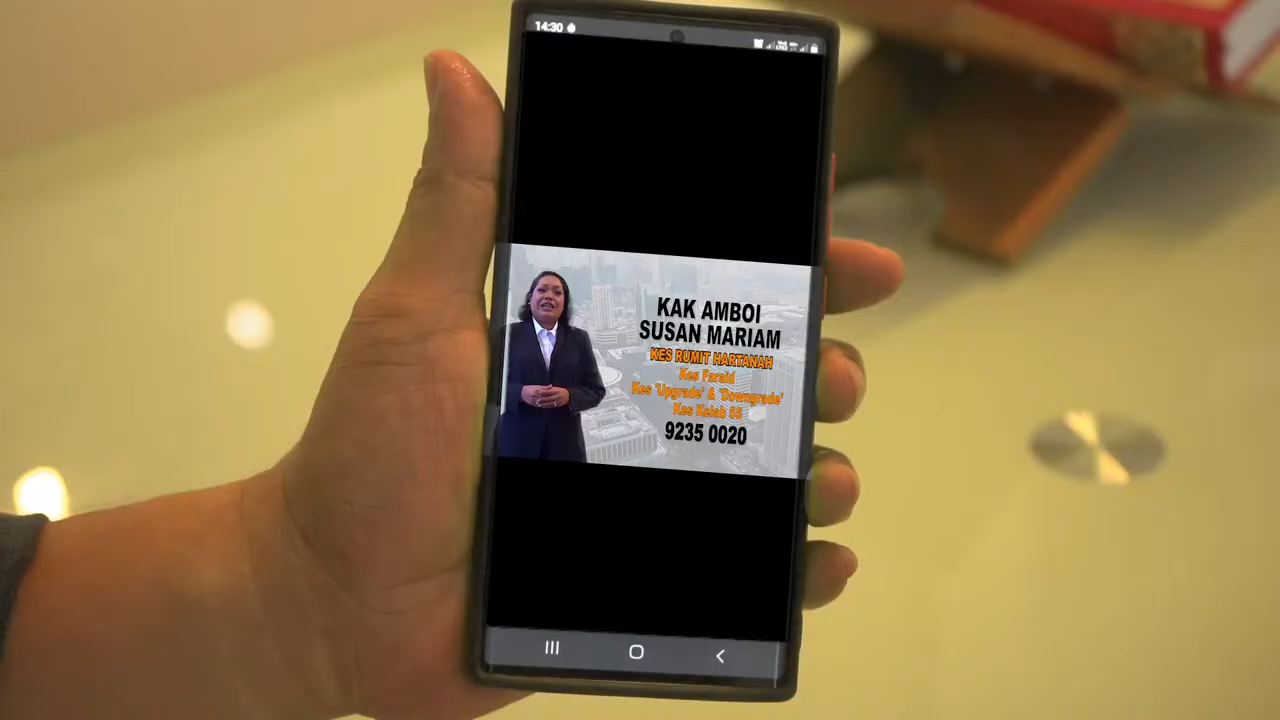 14:30
KAK AMBOI
SUSAN MARIAM
KES RUMIT HARTANAH
Kes Faraid
Kes 'Upgrade' & 'Downgrade'
Kes Kelab 55
9235 0020